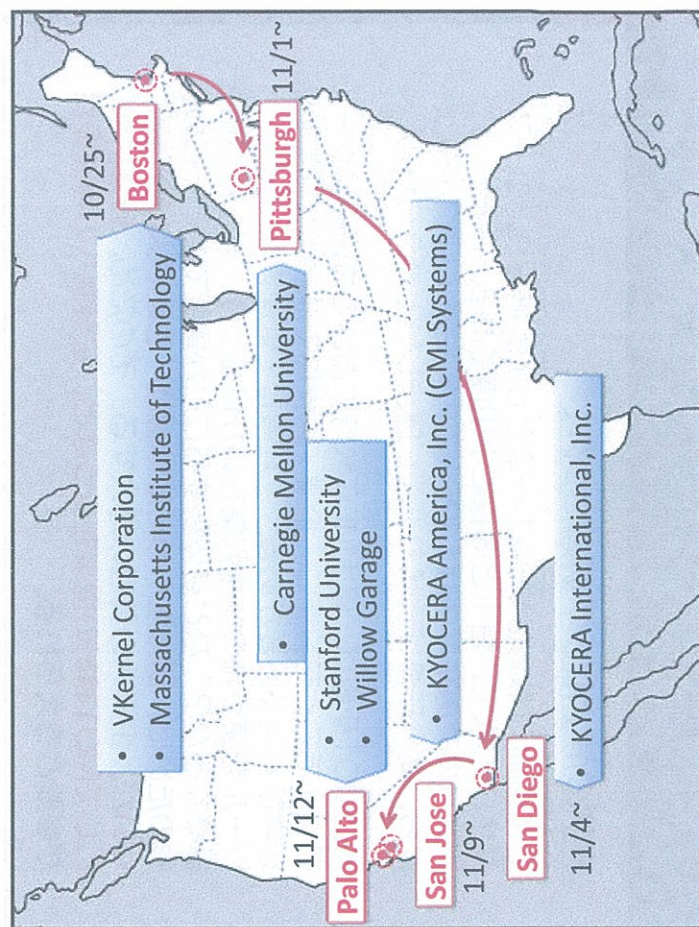 10/25~
Boston
• VKernel Corporation
• Massachusetts Institute of Technology
11/1~
Pittsburgh
• Carnegie Mellon University
11/12~
Palo Alto
• Stanford University
• Willow Garage
San Jose
11/9~
• KYOCERA America, Inc. (CMI Systems)
San Diego
11/4~
• KYOCERA International, Inc.